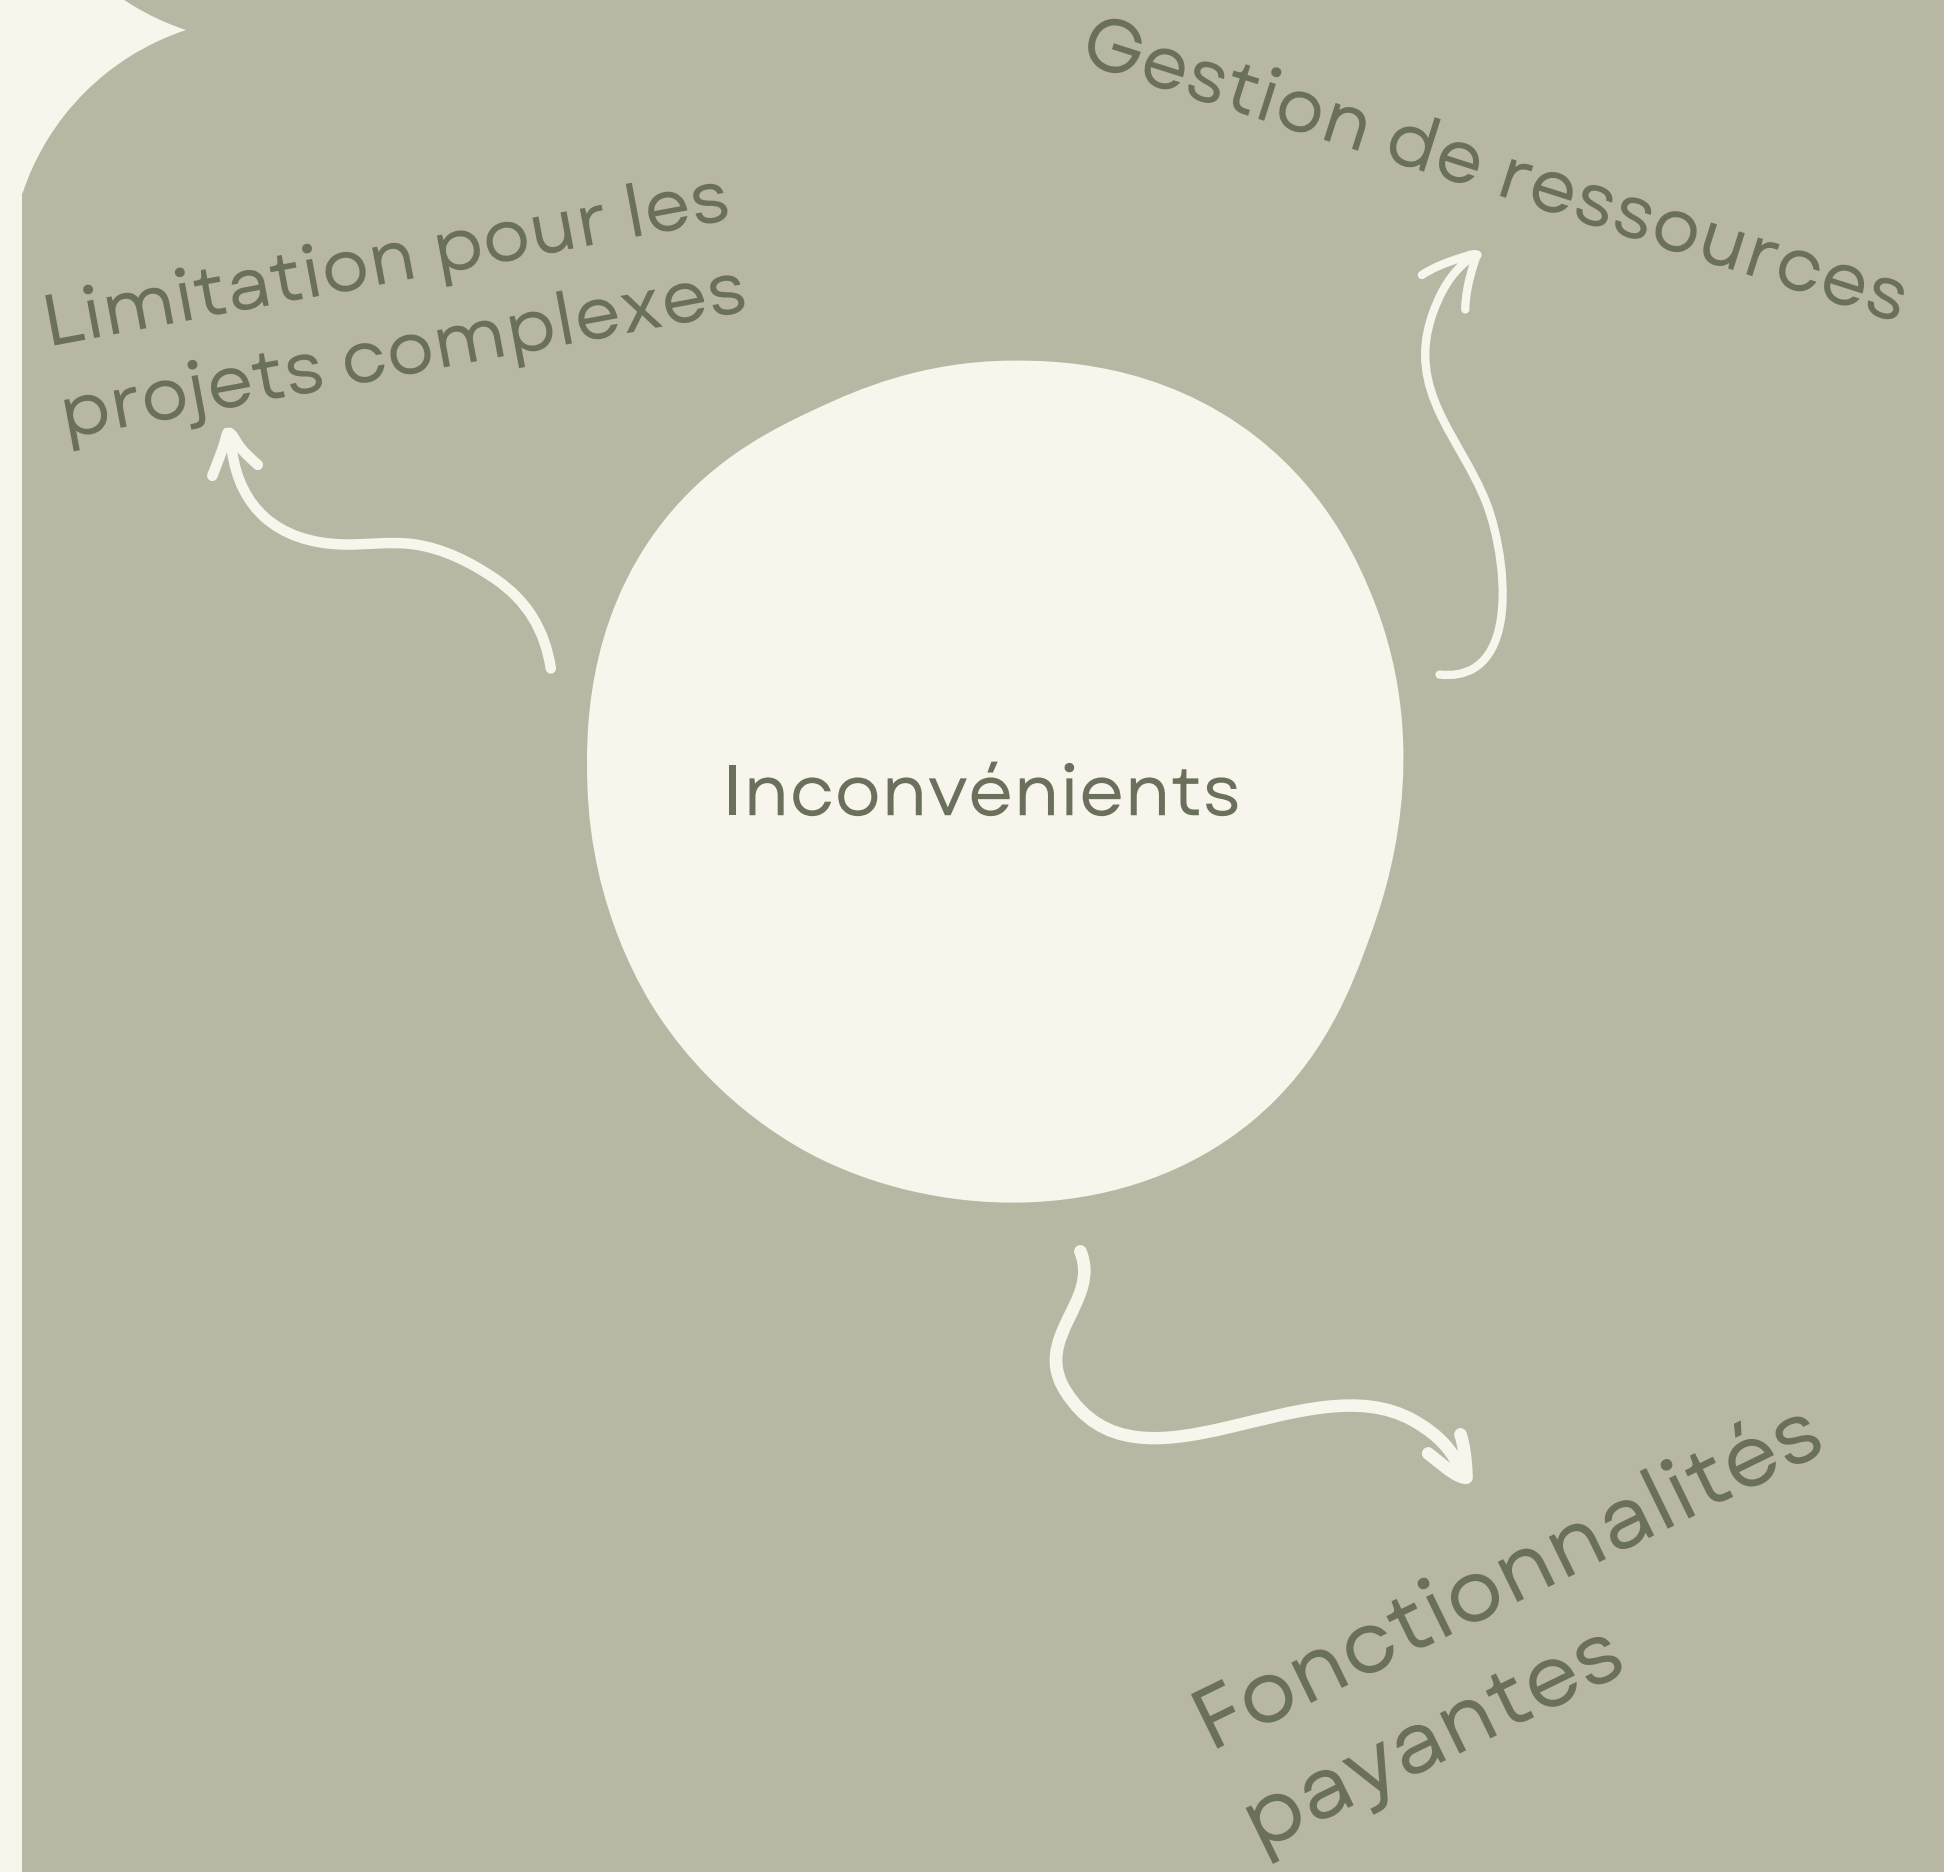 Gestion de ressources
Limitation pour les
projets complexes
Inconvénients
Fonctionnalités
payantes